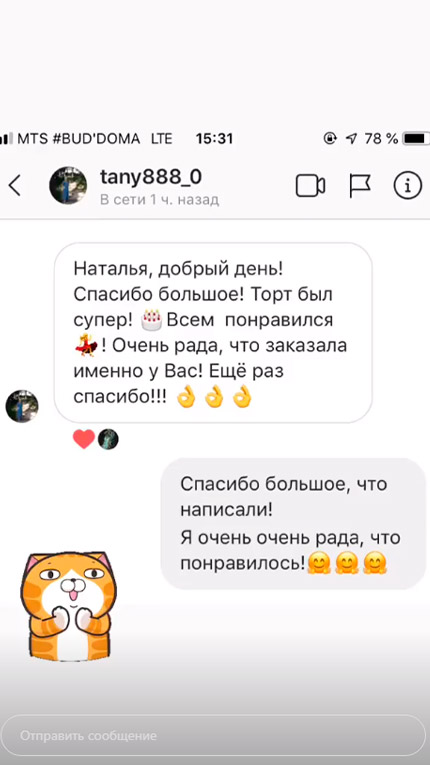 MTS #BUD'DOMA LTE 15:31 78 %
tany888_0
В сети 1 ч. назад
Наталья, добрый день!
Спасибо большое! Торт был
супер! 🎂Всем понравился
💃! Очень рада, что заказала
именно у Вас! Ещё раз
спасибо!!! 👌👌👌
Спасибо большое, что
написали!
Я очень очень рада, что
понравилось!🤗🤗🤗
Отправить сообщение